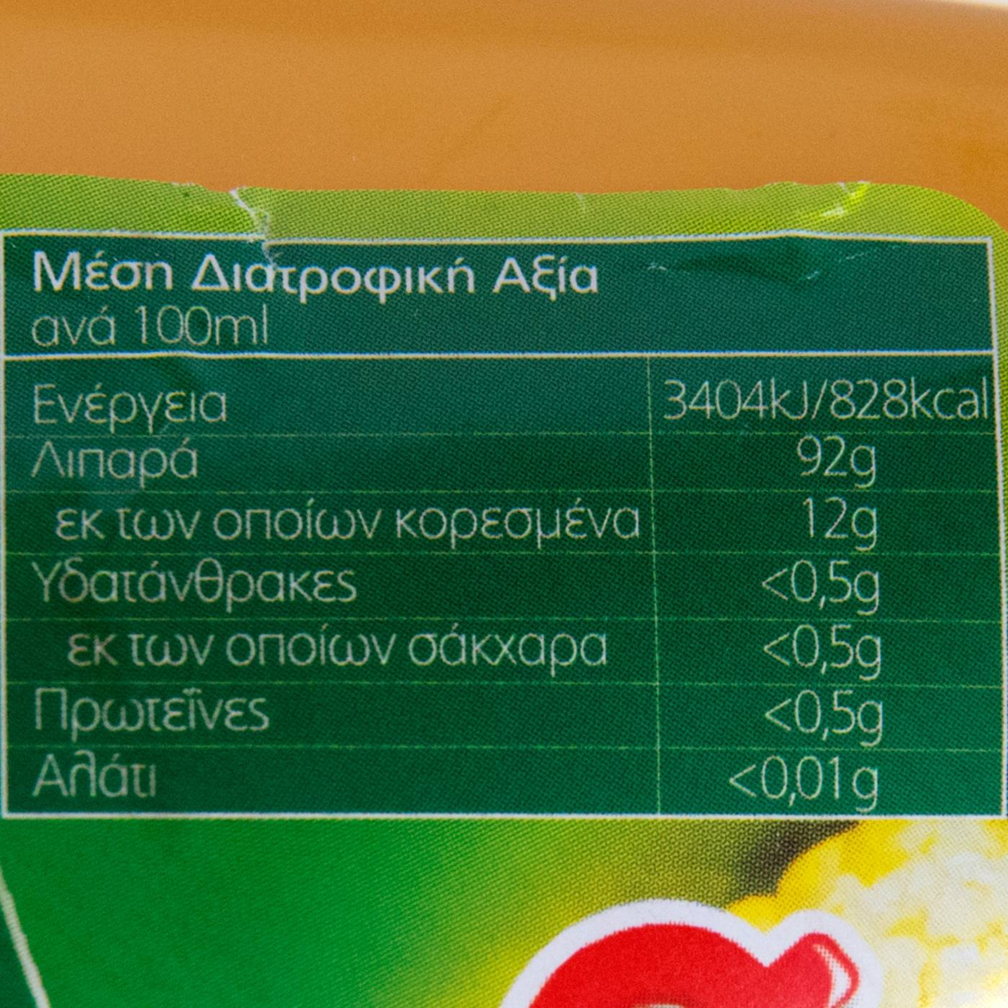 Μέση Διατροφική Αξία
ανά 100ml
Ενέργεια 3404kJ/828kcal
Λιπαρά 92g
εκ των οποίων κορεσμένα 12g
Υδατάνθρακες <0,5g
εκ των οποίων σάκχαρα <0,5g
Πρωτεΐνες <0,5g
Αλάτι <0,01g